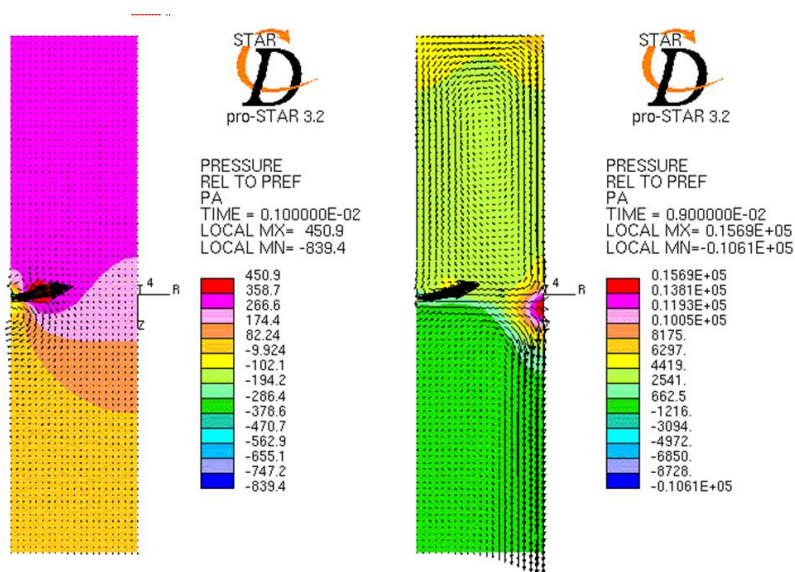 STAR
CD
pro-STAR 3.2
PRESSURE
REL TO PREF
PA
TIME = 0.100000E-02
LOCAL MX= 450.9
LOCAL MN= -839.4
450.9
358.7
266.6
174.4
82.24
-9.924
-102.1
-194.2
-286.4
-378.6
-470.7
-562.9
-655.1
-747.2
-839.4
4
R
Z
STAR
CD
pro-STAR 3.2
PRESSURE
REL TO PREF
PA
TIME = 0.900000E-02
LOCAL MX= 0.1569E+05
LOCAL MN=-0.1061E+05
0.1569E+05
0.1381E+05
0.1193E+05
0.1005E+05
8175.
6297.
4419.
2541.
662.5
-1216.
-3094.
-4972.
-6850.
-8728.
-0.1061E+05
4
R
Z